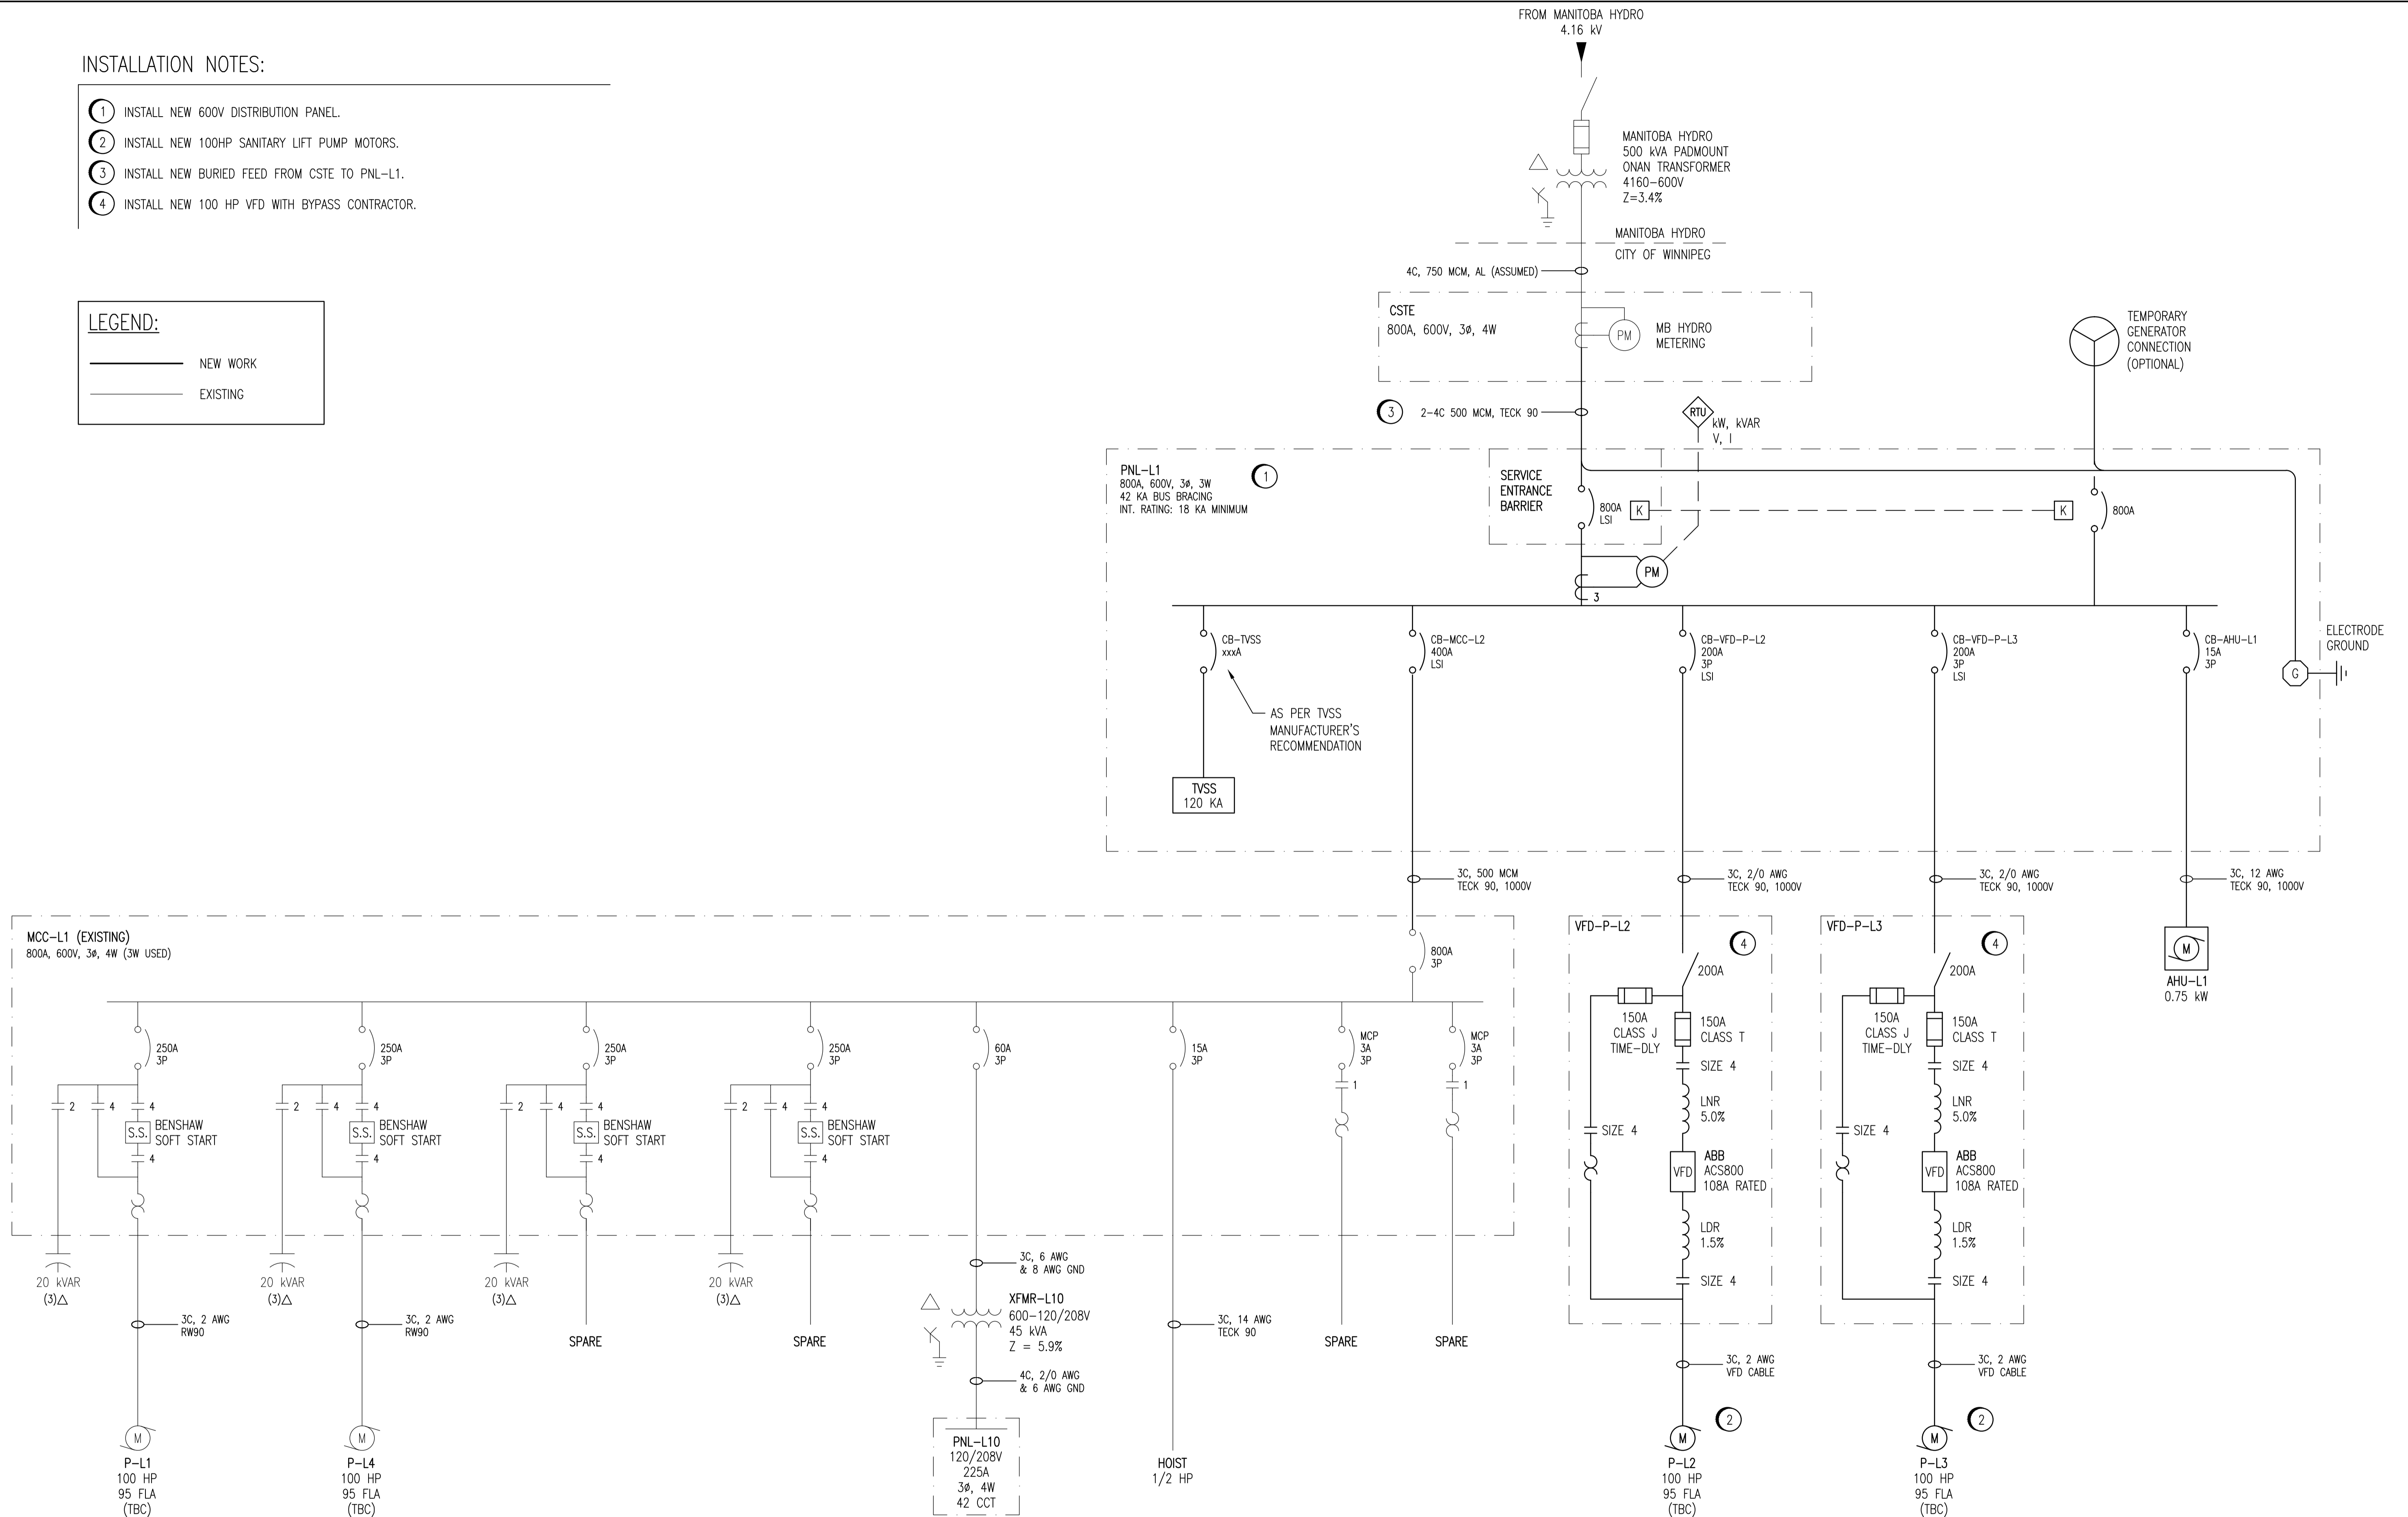 FROM MANITOBA HYDRO
4.16 kV
INSTALLATION NOTES:
1 INSTALL NEW 600V DISTRIBUTION PANEL.
2 INSTALL NEW 100HP SANITARY LIFT PUMP MOTORS.
3 INSTALL NEW BURIED FEED FROM CSTE TO PNL-L1.
4 INSTALL NEW 100 HP VFD WITH BYPASS CONTRACTOR.
LEGEND:
NEW WORK
EXISTING
MANITOBA HYDRO
500 kVA PADMOUNT
ONAN TRANSFORMER
4160-600V
Z=3.4%
MANITOBA HYDRO
CITY OF WINNIPEG
4C, 750 MCM, AL (ASSUMED)
CSTE
800A, 600V, 3ø, 4W
PM
MB HYDRO
METERING
TEMPORARY
GENERATOR
CONNECTION
(OPTIONAL)
3
2-4C 500 MCM, TECK 90
RTU
kW, kVAR
V, I
PNL-L1
800A, 600V, 3ø, 3W
42 KA BUS BRACING
INT. RATING: 18 KA MINIMUM
1
SERVICE
ENTRANCE
BARRIER
800A
LSI
K
K
800A
PM
3
CB-TVSS
xxxA
AS PER TVSS
MANUFACTURER'S
RECOMMENDATION
TVSS
120 KA
CB-MCC-L2
400A
LSI
CB-VFD-P-L2
200A
3P
LSI
CB-VFD-P-L3
200A
3P
LSI
CB-AHU-L1
15A
3P
ELECTRODE
GROUND
G
3C, 500 MCM
TECK 90, 1000V
3C, 2/0 AWG
TECK 90, 1000V
3C, 2/0 AWG
TECK 90, 1000V
3C, 12 AWG
TECK 90, 1000V
MCC-L1 (EXISTING)
800A, 600V, 3ø, 4W (3W USED)
800A
3P
250A
3P
2
4
4
S.S.
BENSHAW
SOFT START
4
20 kVAR
(3)△
3C, 2 AWG
RW90
M
P-L1
100 HP
95 FLA
(TBC)
250A
3P
2
4
4
S.S.
BENSHAW
SOFT START
4
20 kVAR
(3)△
3C, 2 AWG
RW90
M
P-L4
100 HP
95 FLA
(TBC)
250A
3P
2
4
4
S.S.
BENSHAW
SOFT START
4
20 kVAR
(3)△
SPARE
250A
3P
2
4
4
S.S.
BENSHAW
SOFT START
4
20 kVAR
(3)△
SPARE
60A
3P
3C, 6 AWG
& 8 AWG GND
XFMR-L10
600-120/208V
45 kVA
Z = 5.9%
4C, 2/0 AWG
& 6 AWG GND
PNL-L10
120/208V
225A
3ø, 4W
42 CCT
15A
3P
3C, 14 AWG
TECK 90
HOIST
1/2 HP
MCP
3A
3P
1
SPARE
MCP
3A
3P
1
SPARE
VFD-P-L2
4
200A
150A
CLASS J
TIME-DLY
150A
CLASS T
SIZE 4
LNR
5.0%
SIZE 4
VFD
ABB
ACS800
108A RATED
LDR
1.5%
SIZE 4
3C, 2 AWG
VFD CABLE
2
M
P-L2
100 HP
95 FLA
(TBC)
VFD-P-L3
4
200A
150A
CLASS J
TIME-DLY
150A
CLASS T
SIZE 4
LNR
5.0%
SIZE 4
VFD
ABB
ACS800
108A RATED
LDR
1.5%
SIZE 4
3C, 2 AWG
VFD CABLE
2
M
P-L3
100 HP
95 FLA
(TBC)
M
AHU-L1
0.75 kW